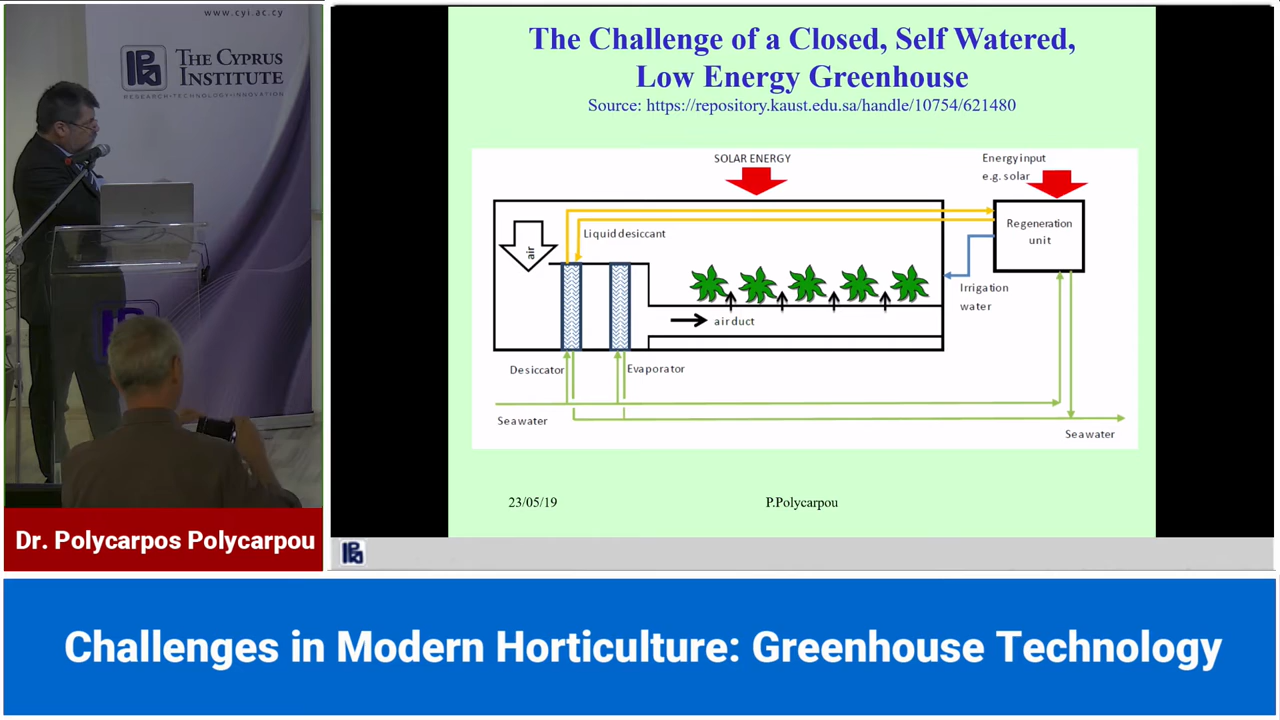 www.cyi.ac.cy
THE CYPRUS
INSTITUTE
RESEARCH•TECHNOLOGY•INNOVATION
The Challenge of a Closed, Self Watered,
Low Energy Greenhouse
Source: https://repository.kaust.edu.sa/handle/10754/621480
SOLAR ENERGY
Energy input
e.g. solar
air
Liquid desiccant
Regeneration
unit
Irrigation
water
air duct
Desiccator
Evaporator
Seawater
Seawater
23/05/19
P.Polycarpou
Dr. Polycarpos Polycarpou
Challenges in Modern Horticulture: Greenhouse Technology